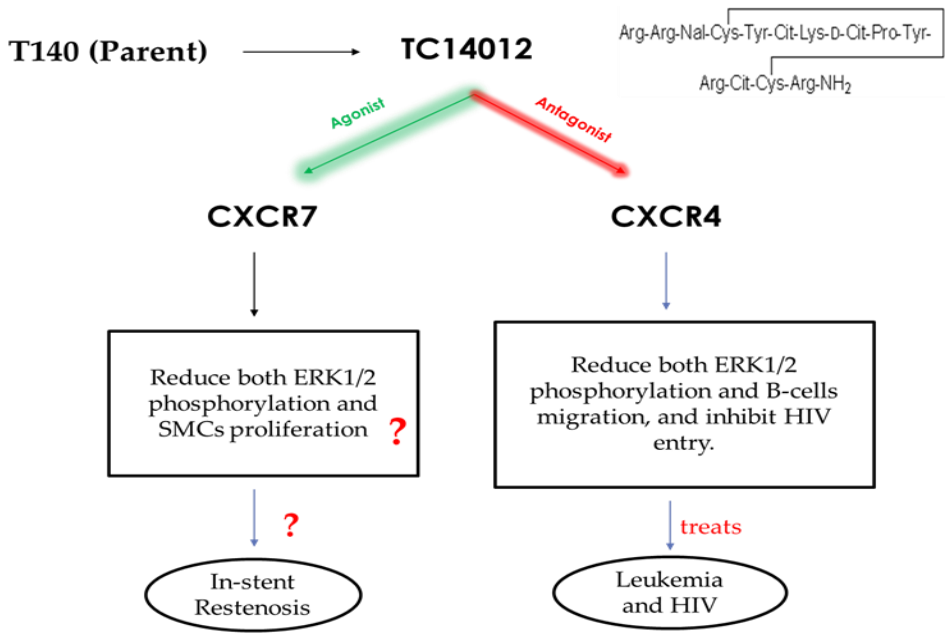 T140 (Parent)
TC14012
Arg-Arg-Nal-Cys-Tyr-Cit-Lys-D-Cit-Pro-Tyr-
Arg-Cit-Cys-Arg-NH2
Agonist
Antagonist
CXCR7
CXCR4
Reduce both ERK1/2
phosphorylation and
SMCs proliferation ?
Reduce both ERK1/2
phosphorylation and B-cells
migration, and inhibit HIV
entry.
?
treats
In-stent
Restenosis
Leukemia
and HIV